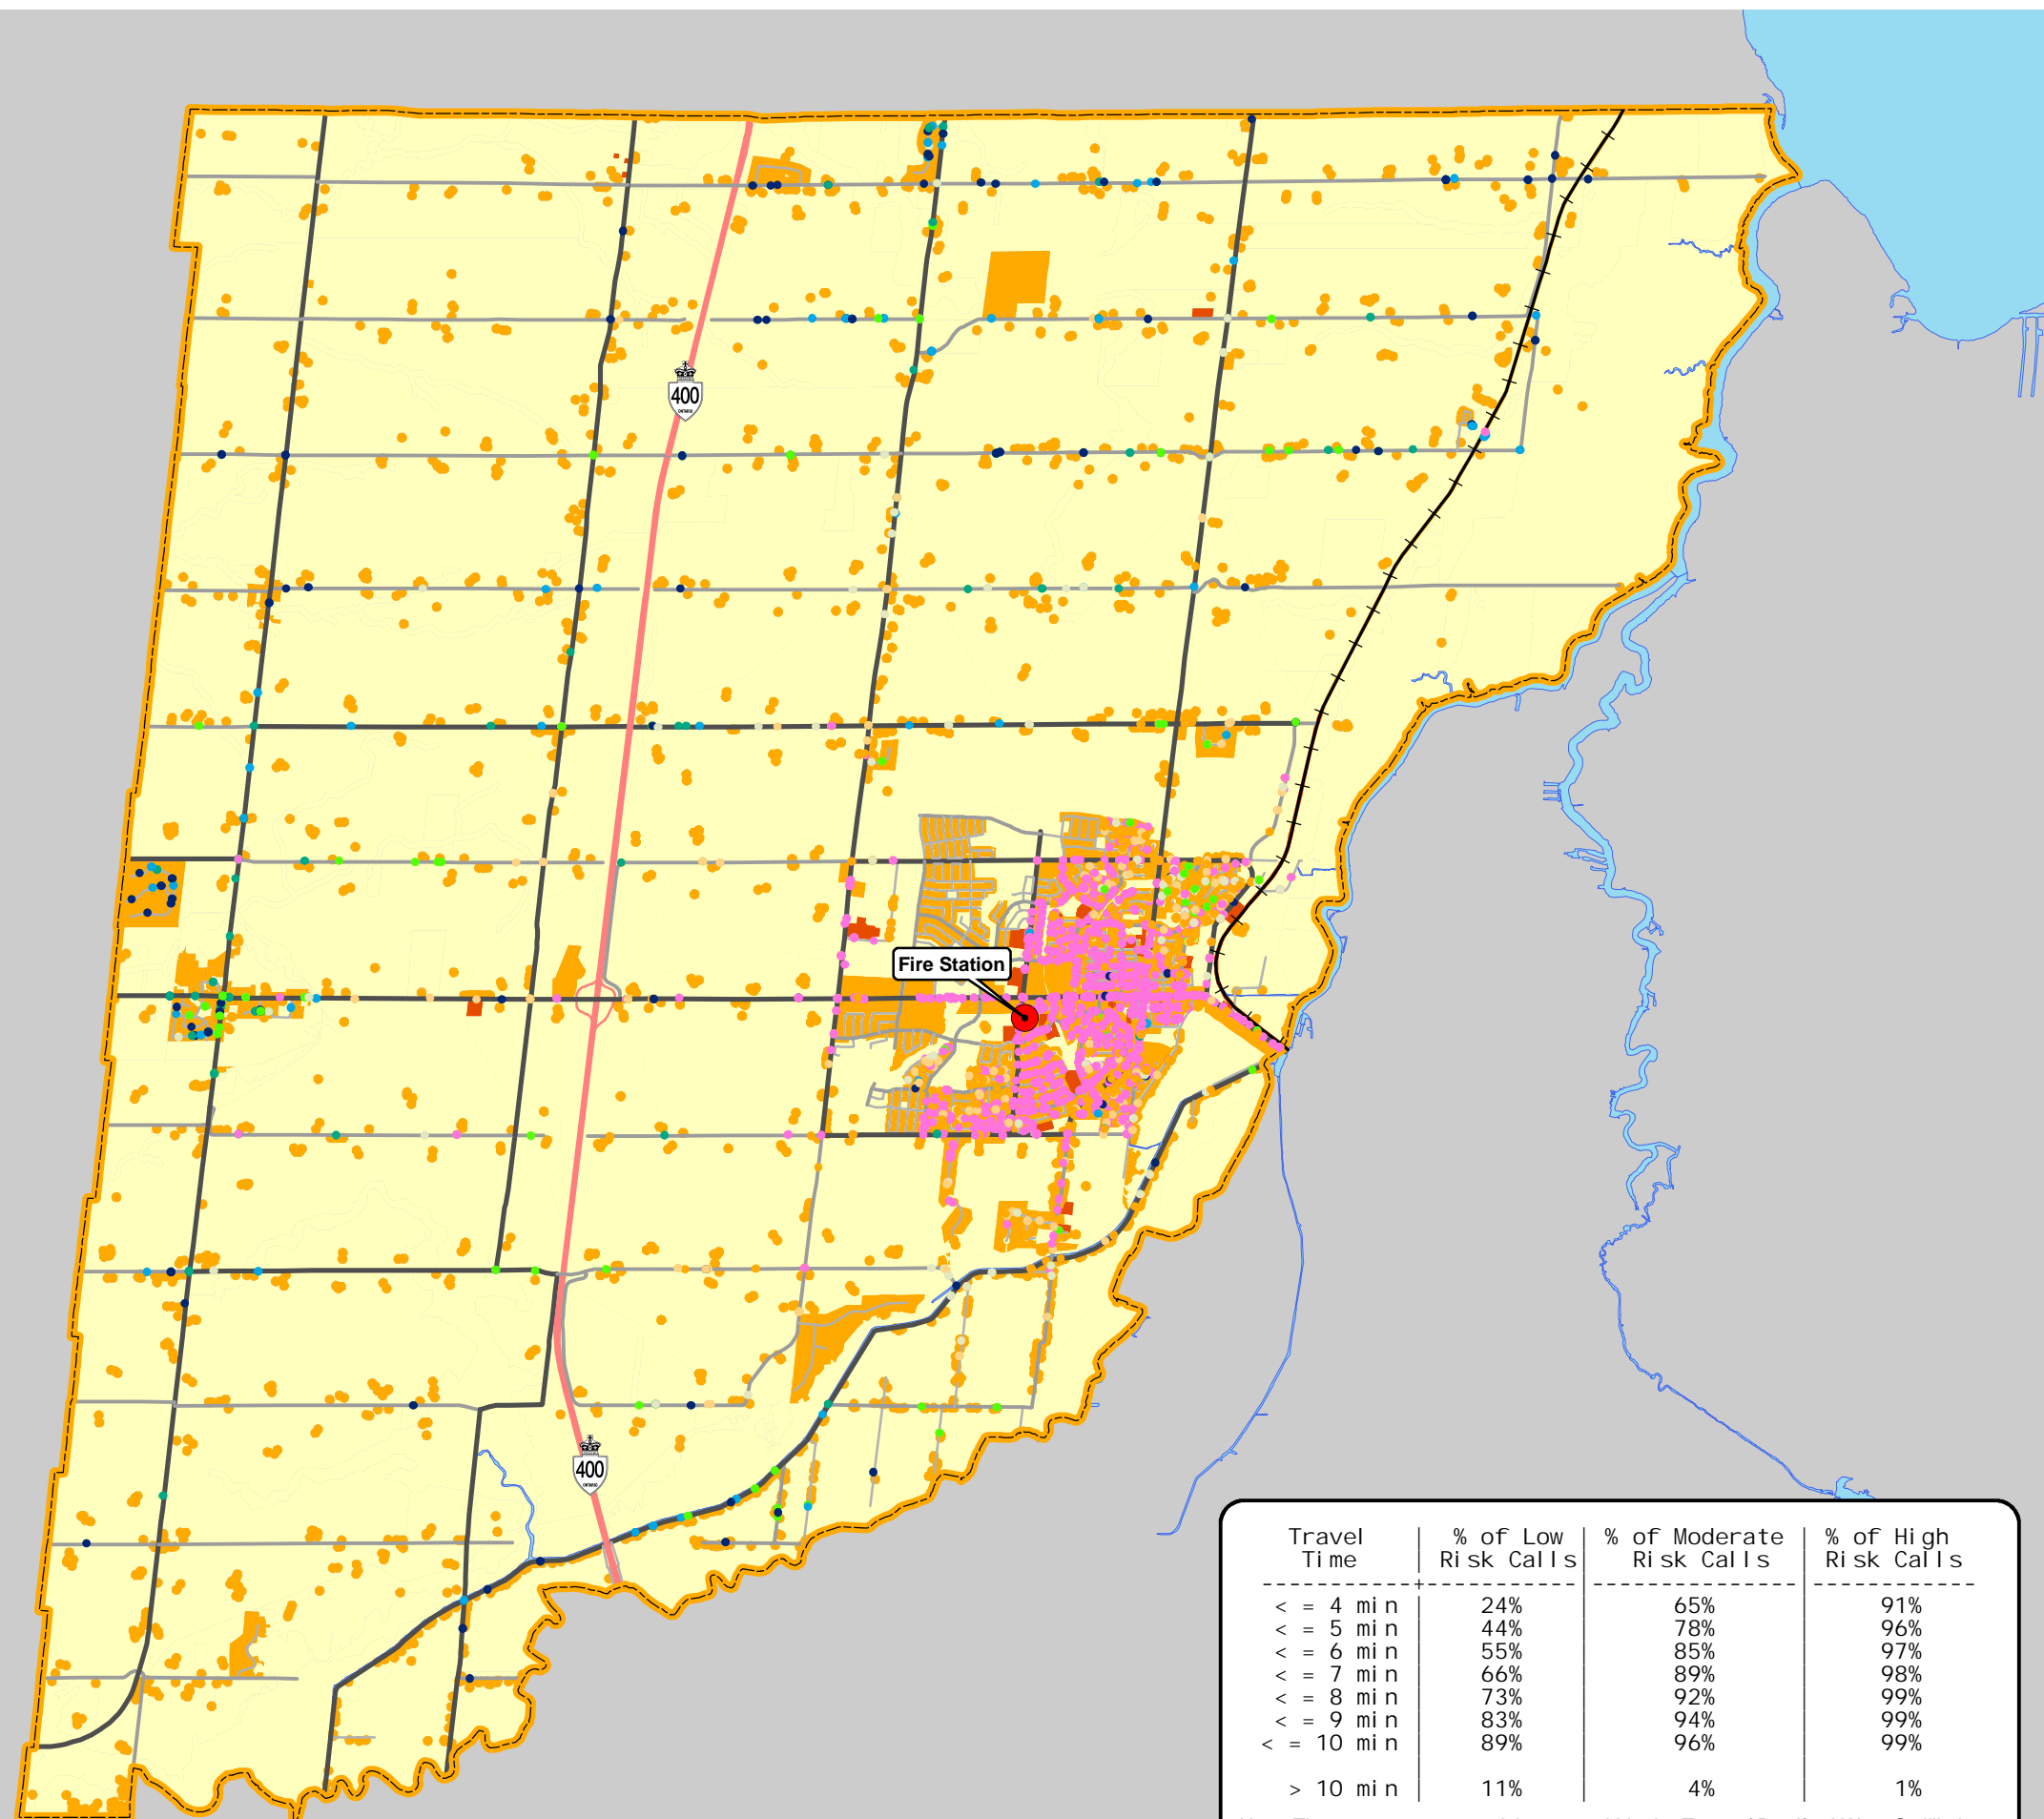 400
ONTARIO
Fire Station
400
ONTARIO
Travel Time | % of Low Risk Calls | % of Moderate Risk Calls | % of High Risk Calls
< = 4 min | 24% | 65% | 91%
< = 5 min | 44% | 78% | 96%
< = 6 min | 55% | 85% | 97%
< = 7 min | 66% | 89% | 98%
< = 8 min | 73% | 92% | 99%
< = 9 min | 83% | 94% | 99%
< = 10 min | 89% | 96% | 99%
> 10 min | 11% | 4% | 1%